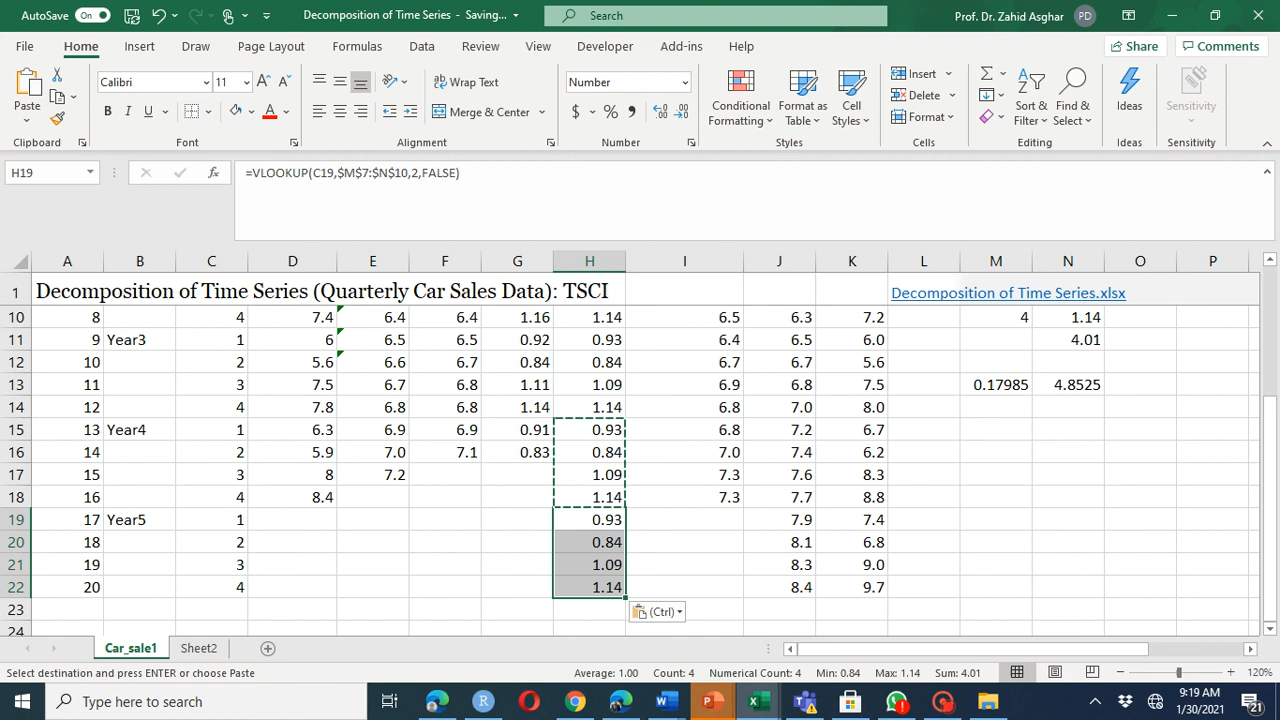 AutoSave On Decomposition of Time Series - Saving... Search Prof. Dr. Zahid Asghar PD
File Home Insert Draw Page Layout Formulas Data Review View Developer Add-ins Help Share Comments
Paste Calibri 11 A A Wrap Text Number Conditional Formatting Format as Table Cell Styles Insert Delete Format Sort & Filter Find & Select Ideas Sensitivity
B I U A Merge & Center $ % ,
Clipboard Font Alignment Number Styles Cells Editing Ideas Sensitivity
H19 fx =VLOOKUP(C19,$M$7:$N$10,2,FALSE)
A B C D E F G H I J K L M N O P
1 Decomposition of Time Series (Quarterly Car Sales Data): TSCI Decomposition of Time Series.xlsx
10 8 4 7.4 6.4 6.4 1.16 1.14 6.5 6.3 7.2 4 1.14
11 9 Year3 1 6 6.5 6.5 0.92 0.93 6.4 6.5 6.0 4.01
12 10 2 5.6 6.6 6.7 0.84 0.84 6.7 6.7 5.6
13 11 3 7.5 6.7 6.8 1.11 1.09 6.9 6.8 7.5 0.17985 4.8525
14 12 4 7.8 6.8 6.8 1.14 1.14 6.8 7.0 8.0
15 13 Year4 1 6.3 6.9 6.9 0.91 0.93 6.8 7.2 6.7
16 14 2 5.9 7.0 7.1 0.83 0.84 7.0 7.4 6.2
17 15 3 8 7.2 1.09 7.3 7.6 8.3
18 16 4 8.4 1.14 7.3 7.7 8.8
19 17 Year5 1 0.93 7.9 7.4
20 18 2 0.84 8.1 6.8
21 19 3 1.09 8.3 9.0
22 20 4 1.14 8.4 9.7
23 (Ctrl)
24
Car_sale1 Sheet2
Select destination and press ENTER or choose Paste Average: 1.00 Count: 4 Numerical Count: 4 Min: 0.84 Max: 1.14 Sum: 4.01 120%
Type here to search 9:19 AM
1/30/2021 21